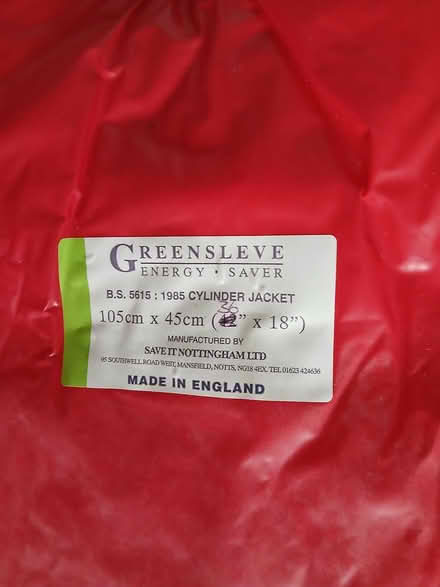 GREENSLEVE
ENERGY • SAVER
B.S. 5615 : 1985 CYLINDER JACKET
36
105cm x 45cm (42” x 18”)
MANUFACTURED BY
SAVE IT NOTTINGHAM LTD
95 SOUTHWELL ROAD WEST, MANSFIELD, NOTTS, NG18 4EX. TEL 01623 424636
MADE IN ENGLAND